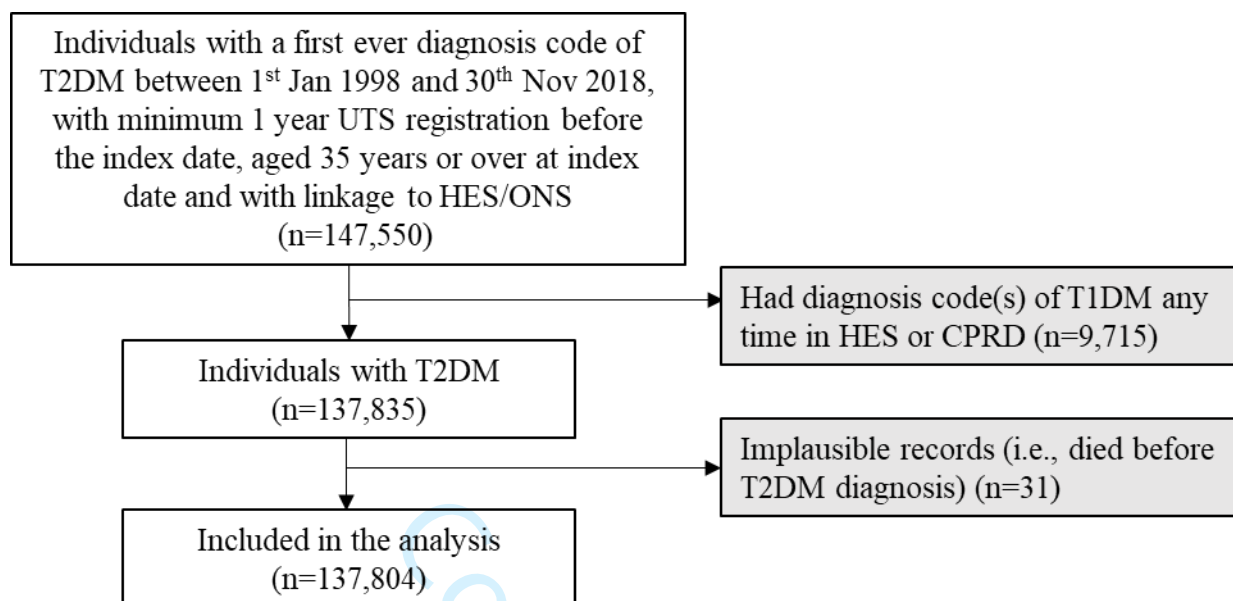 Individuals with a first ever diagnosis code of
T2DM between 1st Jan 1998 and 30th Nov 2018,
with minimum 1 year UTS registration before
the index date, aged 35 years or over at index
date and with linkage to HES/ONS
(n=147,550)
Had diagnosis code(s) of T1DM any
time in HES or CPRD (n=9,715)
Individuals with T2DM
(n=137,835)
Implausible records (i.e., died before
T2DM diagnosis) (n=31)
Included in the analysis
(n=137,804)